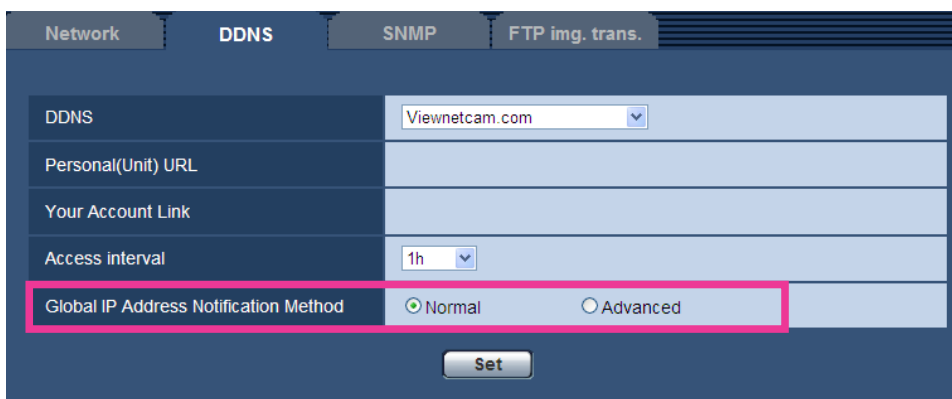 Network DDNS SNMP FTP img. trans.
DDNS Viewnetcam.com
Personal(Unit) URL
Your Account Link
Access interval 1h
Global IP Address Notification Method Normal Advanced
Set